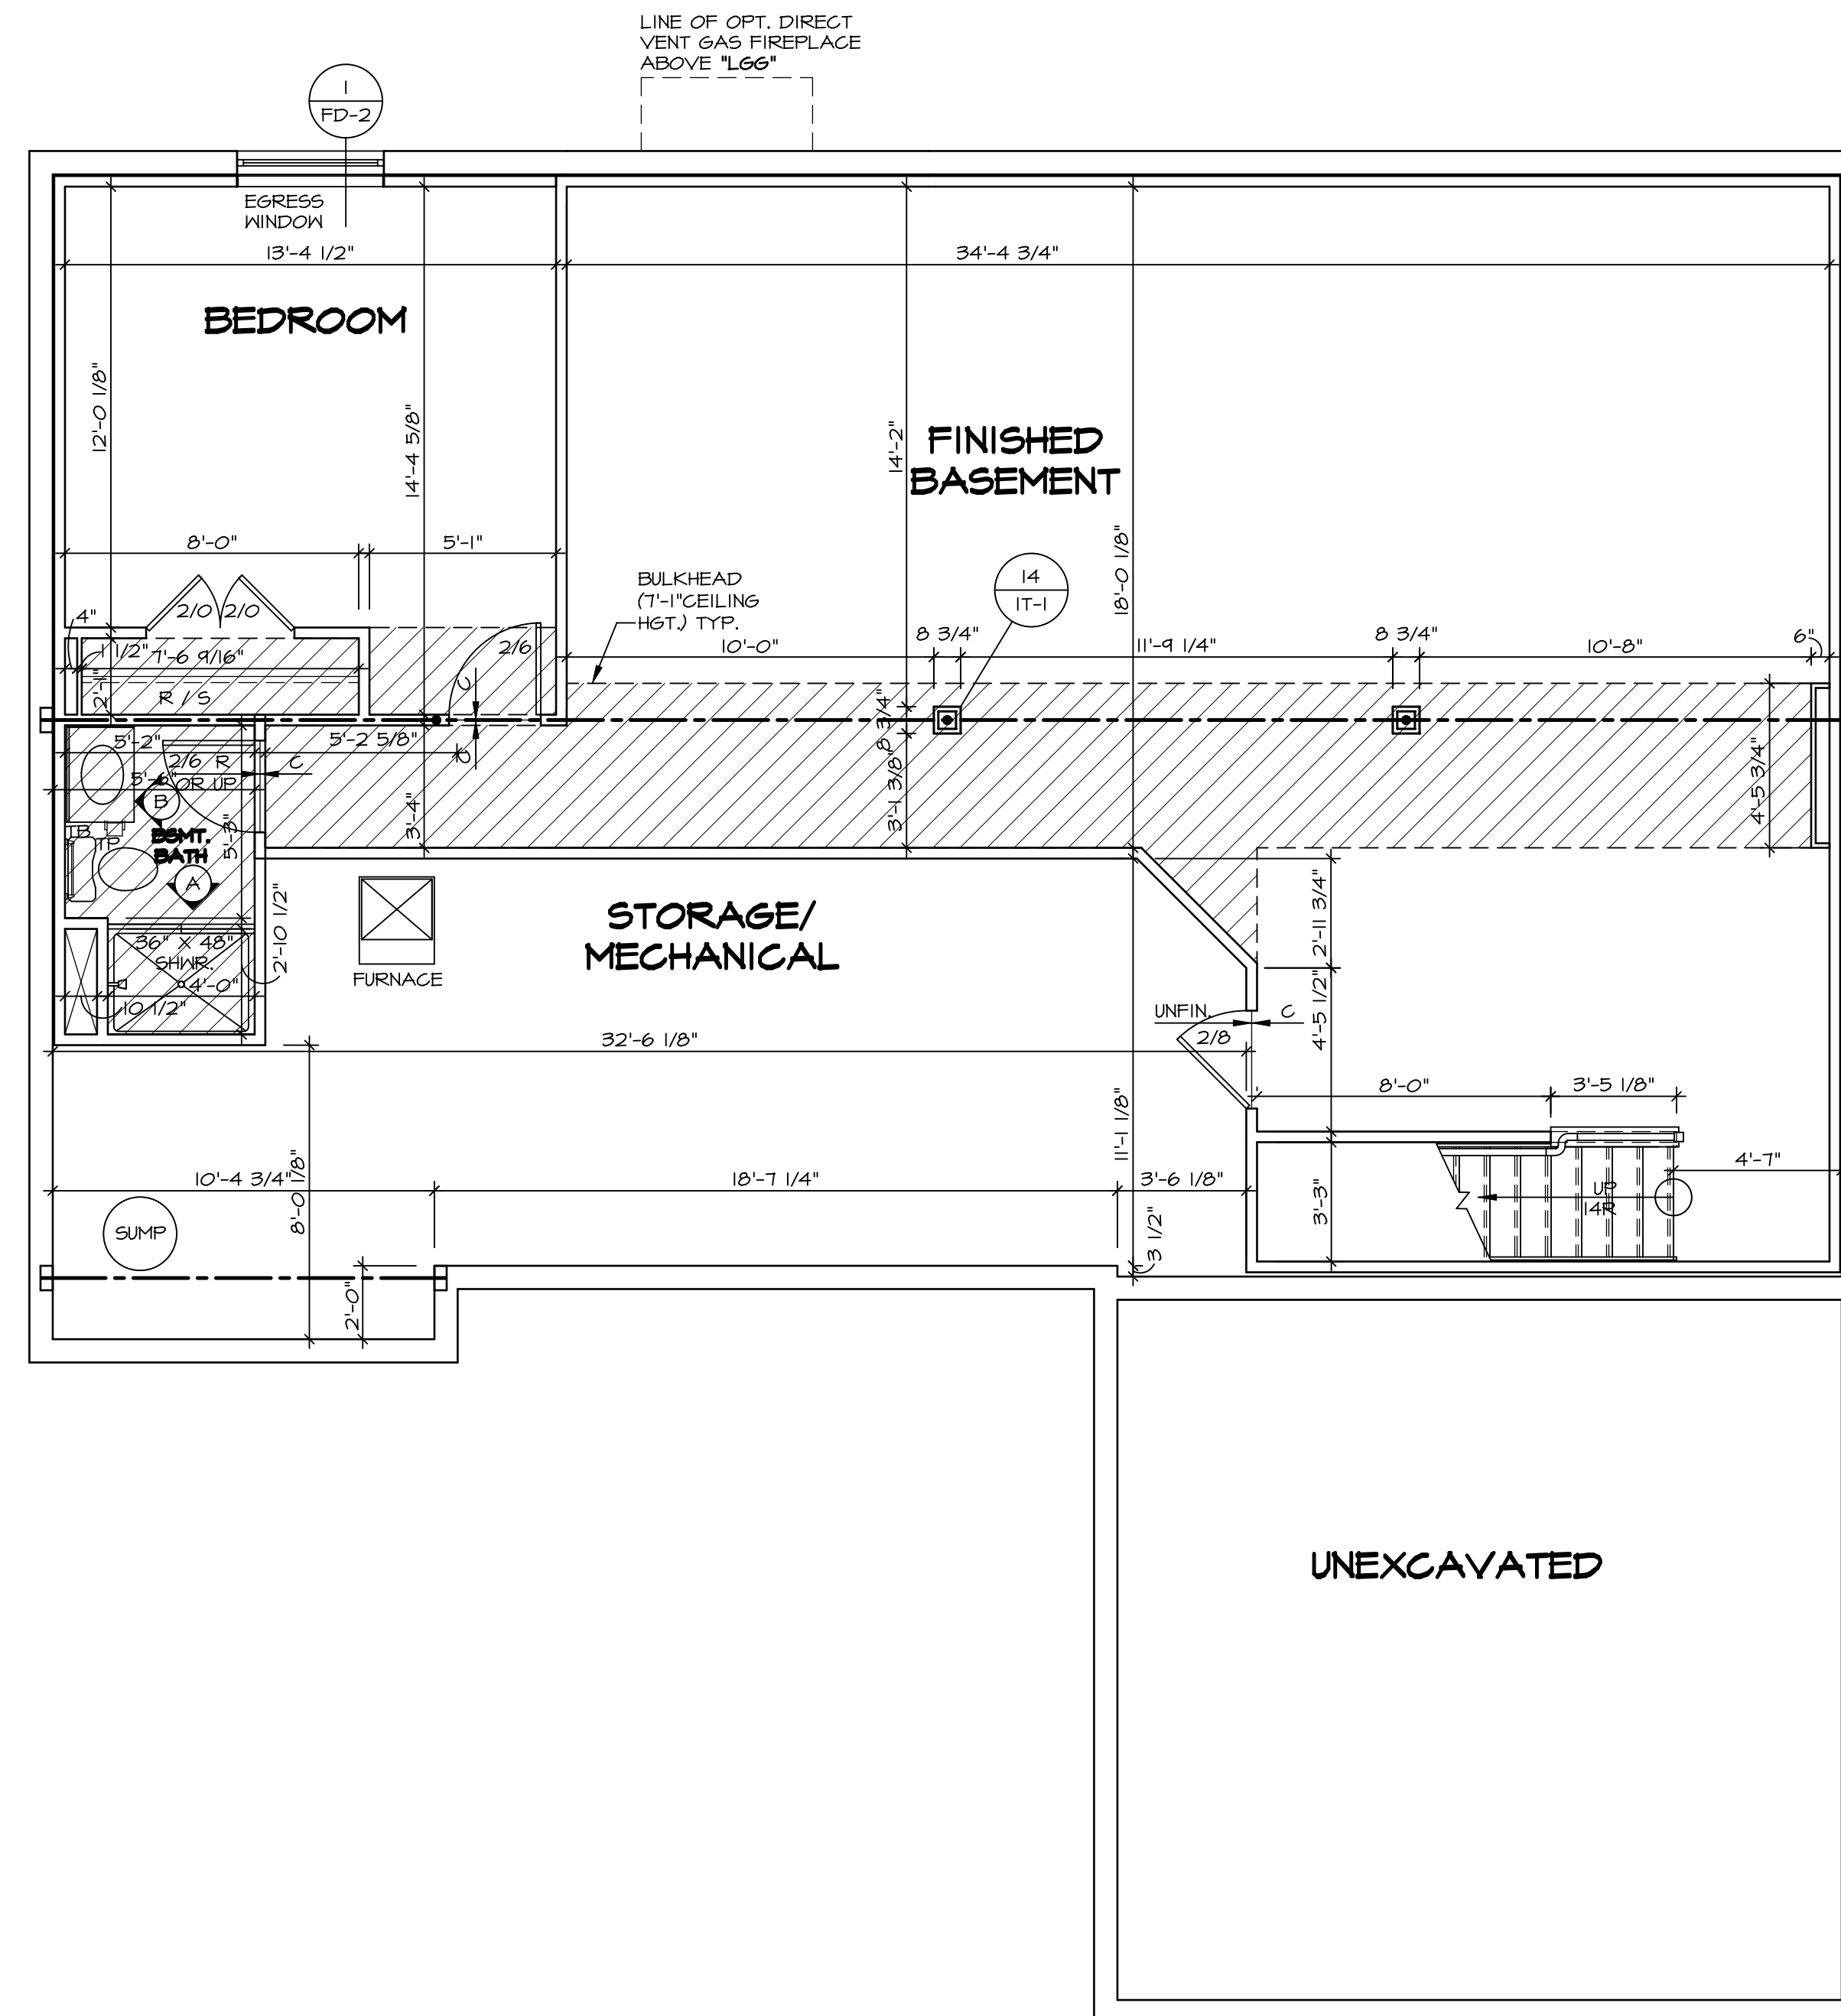 LINE OF OPT. DIRECT
VENT GAS FIREPLACE
ABOVE "LGG"
1
FD-2
EGRESS
WINDOW
13'-4 1/2"
34'-4 3/4"
BEDROOM
12'-0 1/8"
14'-4 5/8"
14'-2"
FINISHED
BASEMENT
18'-0 1/8"
8'-0"
5'-1"
BULKHEAD
(7'-1"CEILING
HGT.) TYP.
14
1T-1
2/0
2/0
4"
1 1/2"
7'-6 9/16"
2'-1"
R / S
2/6
C
C
10'-0"
8 3/4"
11'-9 1/4"
8 3/4"
10'-8"
6"
8 3/4"
3'-1 3/8"
4'-5 3/4"
5'-2"
5'-2 5/8"
2/6 R
OR UP
C
5'-6"
B
3'-4"
5'-3"
TB
TP
BSMT.
BATH
A
2'-10 1/2"
36" X 48"
SHWR.
4'-0"
10 1/2"
FURNACE
STORAGE/
MECHANICAL
2'-11 3/4"
4'-5 1/2"
UNFIN.
C
2/8
32'-6 1/8"
8'-0"
3'-5 1/8"
11'-1 1/8"
4'-7"
10'-4 3/4"
8'-0 1/8"
18'-7 1/4"
3'-6 1/8"
3'-3"
UP
14R
SUMP
3 1/2"
2'-0"
UNEXCAVATED